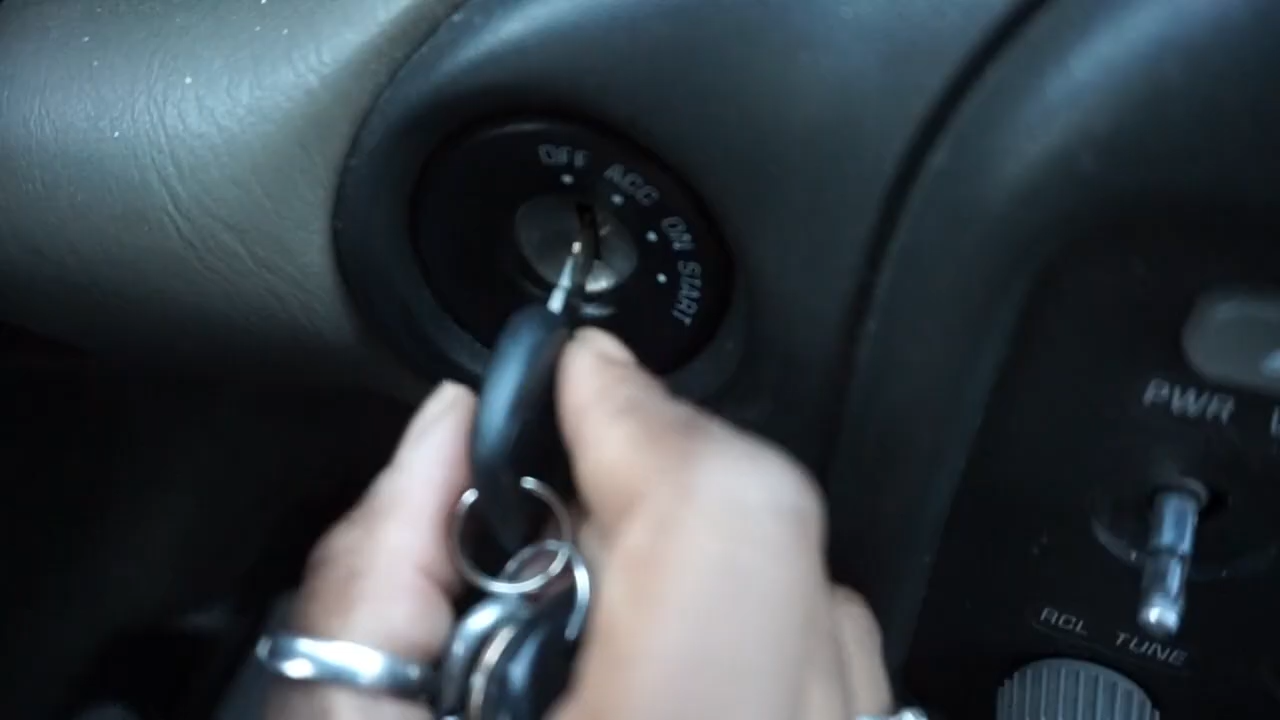 OFF
ACC
ON
START
PWR
RCL TUNE